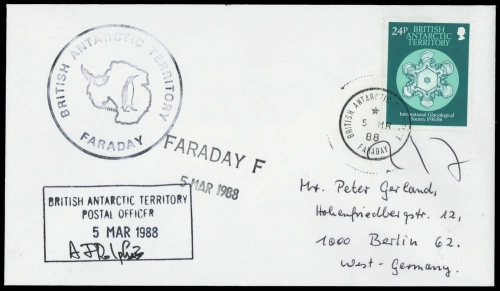 BRITISH ANTARCTIC TERRITORY
FARADAY
24P
BRITISH
ANTARCTIC
TERRITORY
International Glaciological
Society 1936/86
BRITISH ANTARCTIC
5 MR
88
FARADAY
FARADAY F
5 MAR 1988
BRITISH ANTARCTIC TERRITORY
POSTAL OFFICER
5 MAR 1988
Mr. Peter Gerland,
Hohenfriedbergstr. 12,
1000 Berlin 62.
West-Germany.